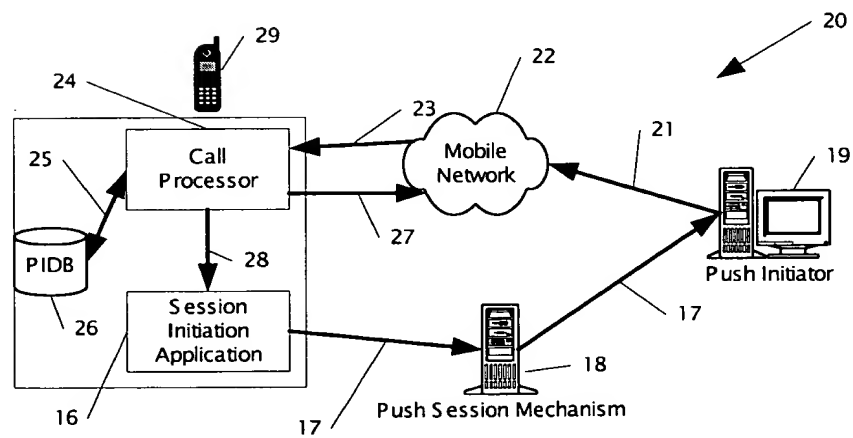 29
20
24
22
23
21
25
19
Call
Processor
Mobile
Network
27
PIDB
28
Push Initiator
26
Session
Initiation
Application
17
18
16
17
Push Session Mechanism